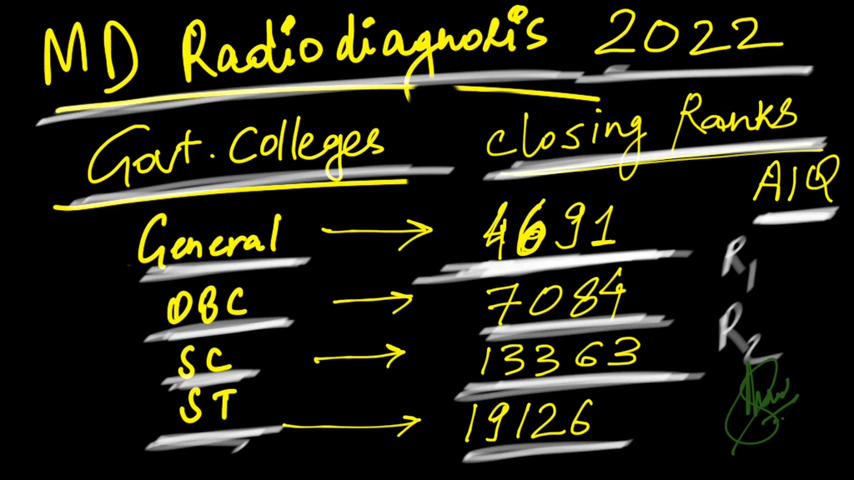 MD Radiodiagnosis 2022
Govt. Colleges closing Ranks
AIQ
General → 4691
R1
OBC → 7084
R2
SC → 13363
ST → 19126